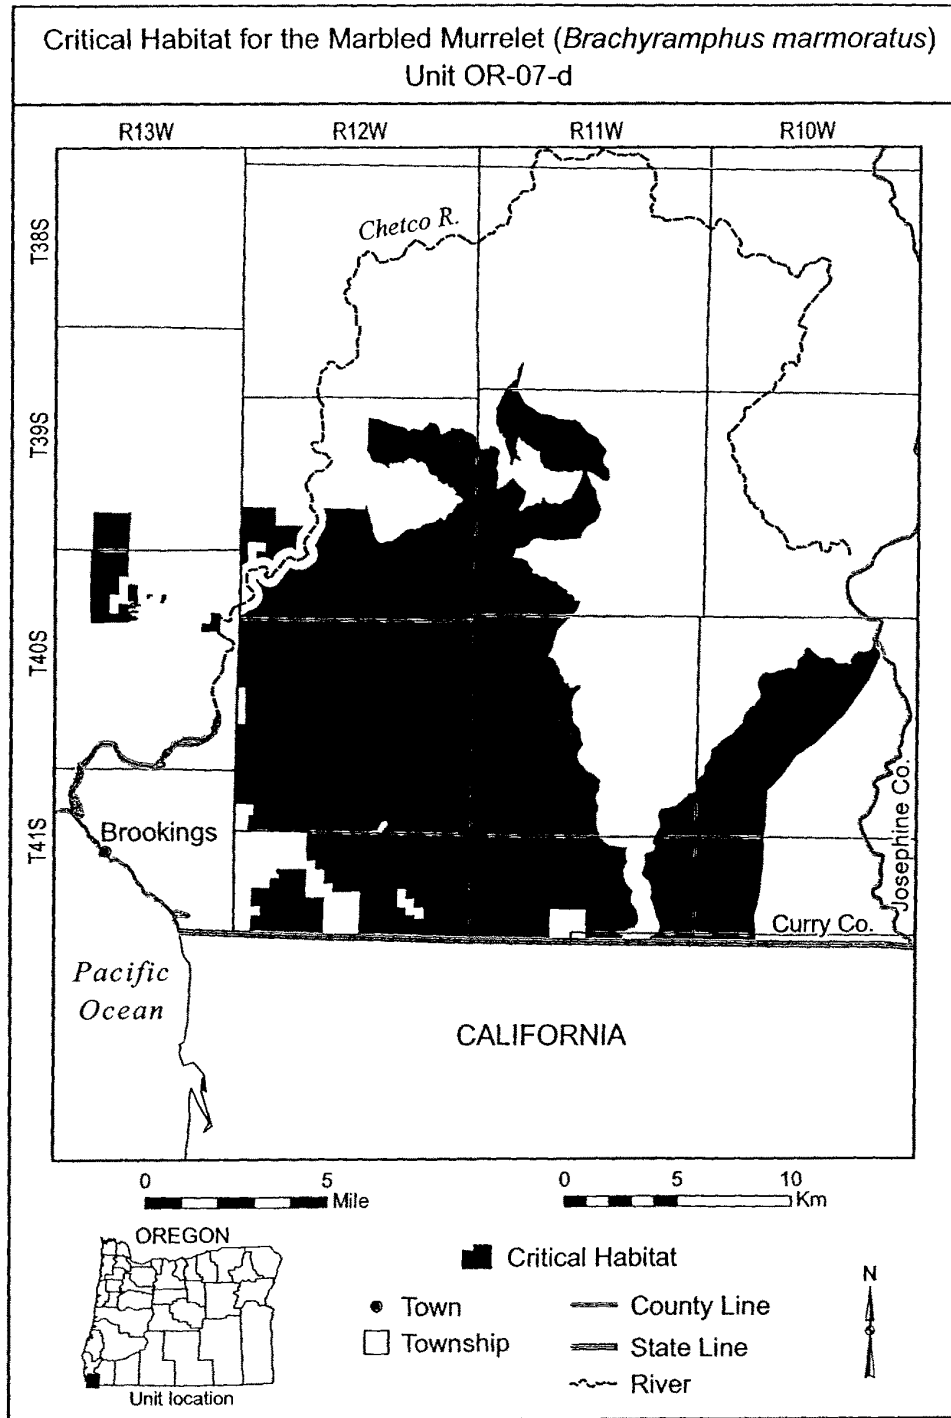 Critical Habitat for the Marbled Murrelet (Brachyramphus marmoratus)
Unit OR-07-d
R13W R12W R11W R10W
T38S
Chetco R.
T39S
T40S
T41S
Brookings
Josephine Co.
Curry Co.
Pacific
Ocean
CALIFORNIA
0 5
Mile
0 5 10
Km
OREGON
Unit location
Critical Habitat
Town
Township
County Line
State Line
River
N